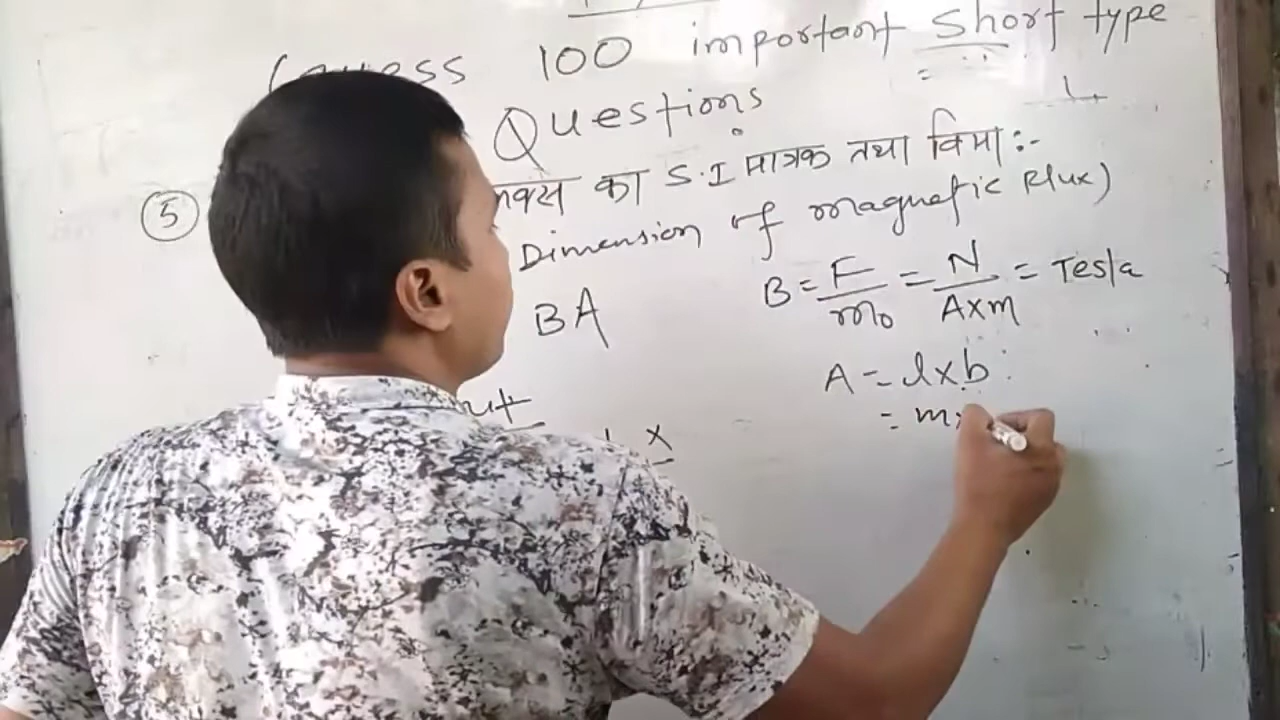 100 important Short type
Questions
5 का S.I मात्रक तथा विमा :-
Dimension of magnetic flux)
BA
B = F/m₀ = N/A×m = Tesla
A = l×b
= m×
x